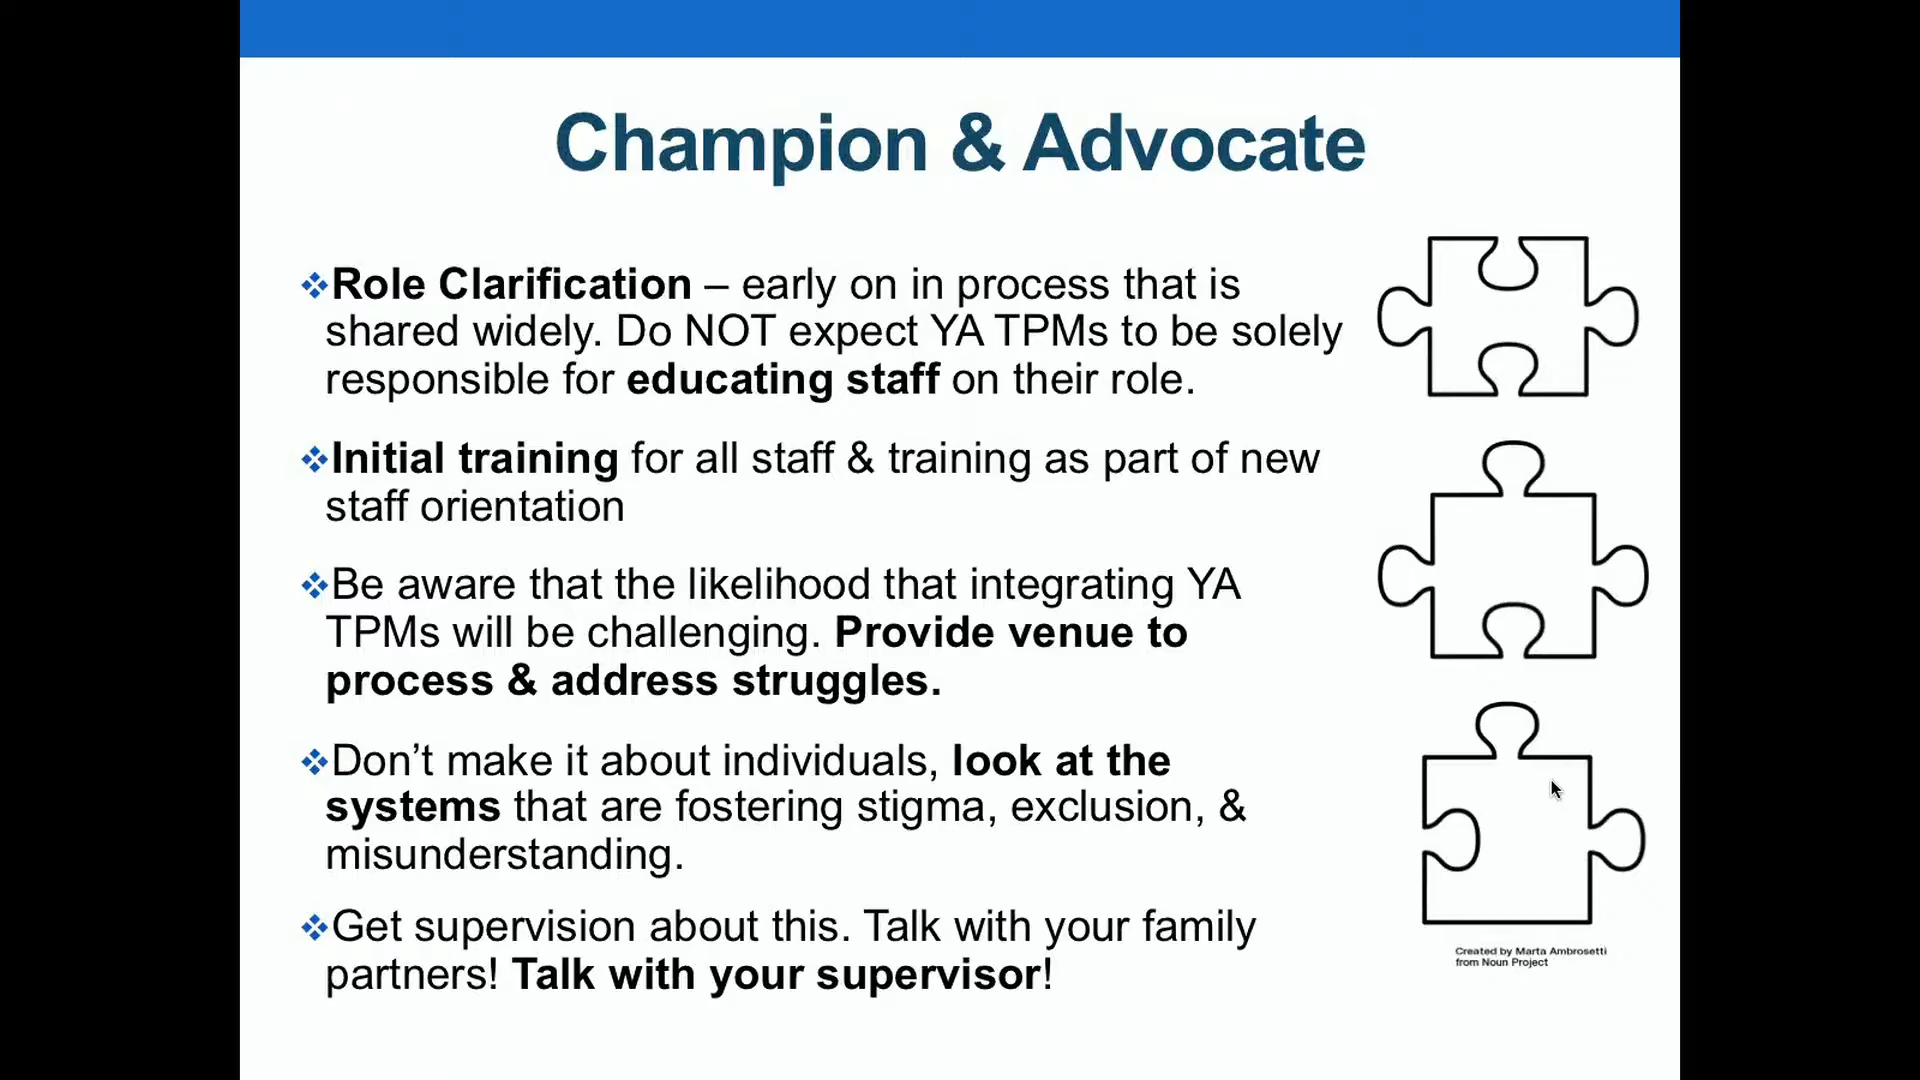 Champion & Advocate
❖Role Clarification – early on in process that is
shared widely. Do NOT expect YA TPMs to be solely
responsible for educating staff on their role.
❖Initial training for all staff & training as part of new
staff orientation
❖Be aware that the likelihood that integrating YA
TPMs will be challenging. Provide venue to
process & address struggles.
❖Don’t make it about individuals, look at the
systems that are fostering stigma, exclusion, &
misunderstanding.
❖Get supervision about this. Talk with your family
partners! Talk with your supervisor!
Created by Marta Ambrosetti
from Noun Project